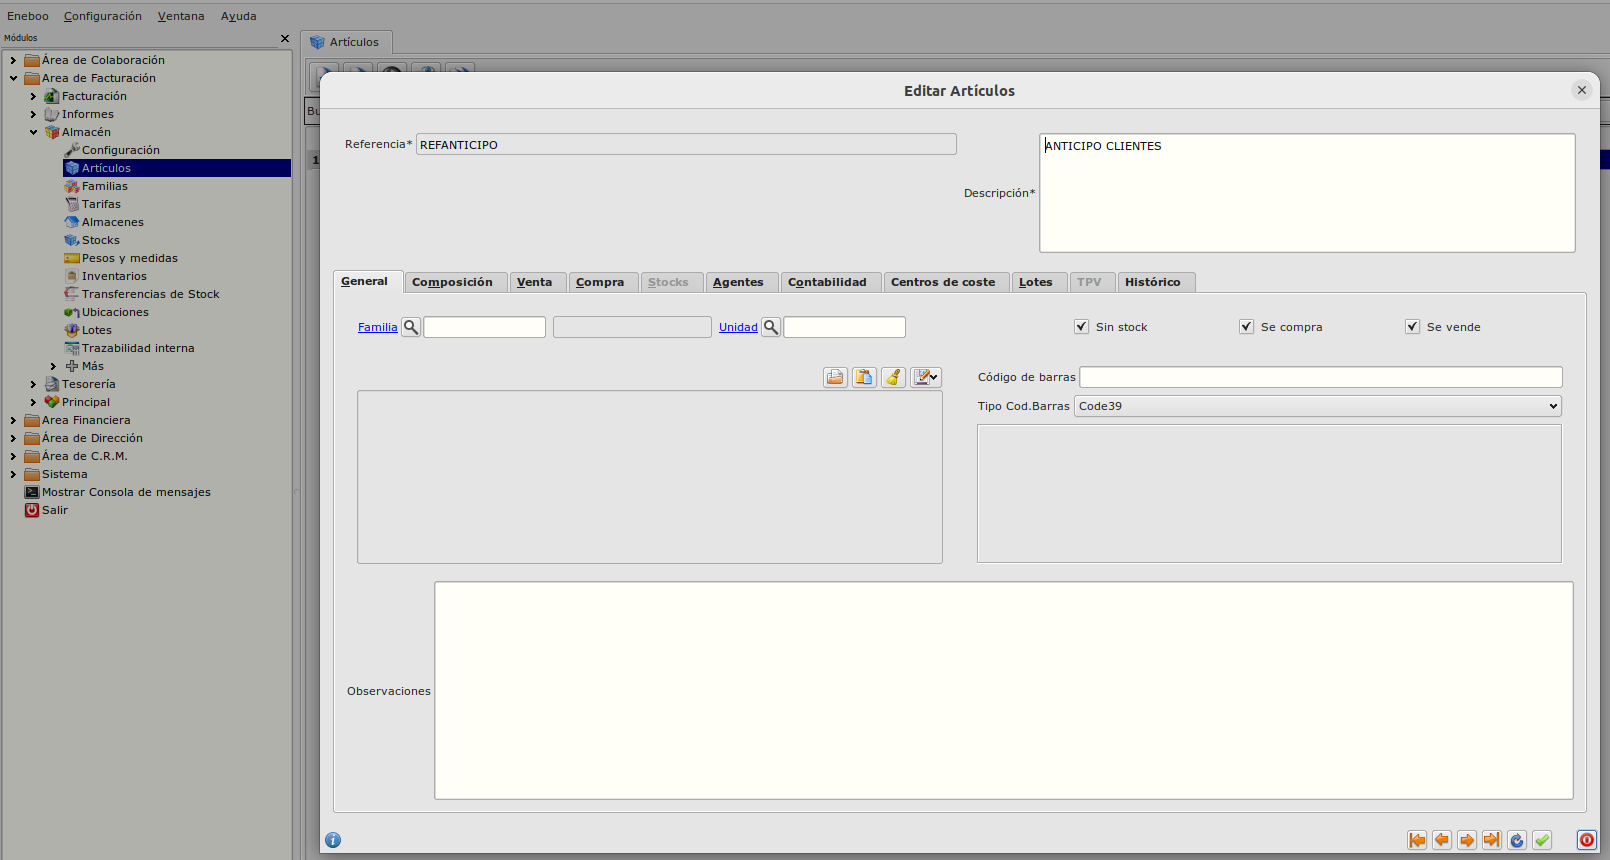 Eneboo Configuración Ventana Ayuda
Módulos
Área de Colaboración
Area de Facturación
Facturación
Informes
Almacén
Configuración
Artículos
Familias
Tarifas
Almacenes
Stocks
Pesos y medidas
Inventarios
Transferencias de Stock
Ubicaciones
Lotes
Trazabilidad interna
Más
Tesorería
Principal
Area Financiera
Área de Dirección
Área de C.R.M.
Sistema
Mostrar Consola de mensajes
Salir
Artículos
Bu
1
Editar Artículos
Referencia* REFANTICIPO
Descripción* ANTICIPO CLIENTES
General Composición Venta Compra Stocks Agentes Contabilidad Centros de coste Lotes TPV Histórico
Familia Unidad Sin stock Se compra Se vende
Código de barras
Tipo Cod.Barras Code39
Observaciones